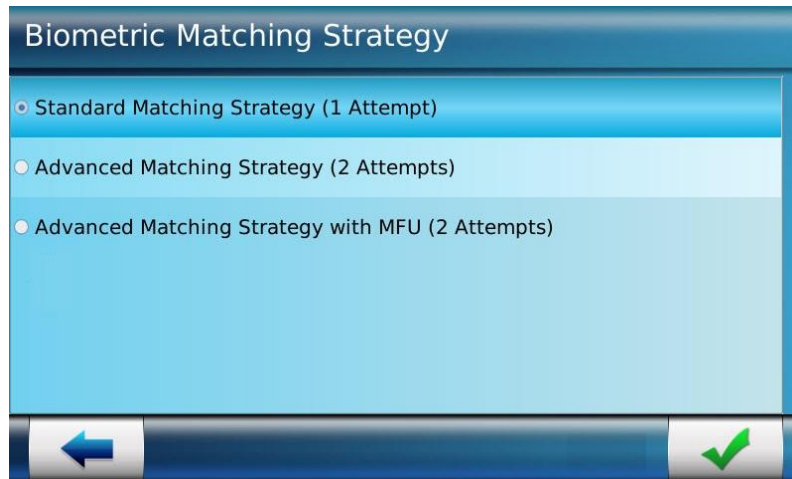 Biometric Matching Strategy
Standard Matching Strategy (1 Attempt)
Advanced Matching Strategy (2 Attempts)
Advanced Matching Strategy with MFU (2 Attempts)